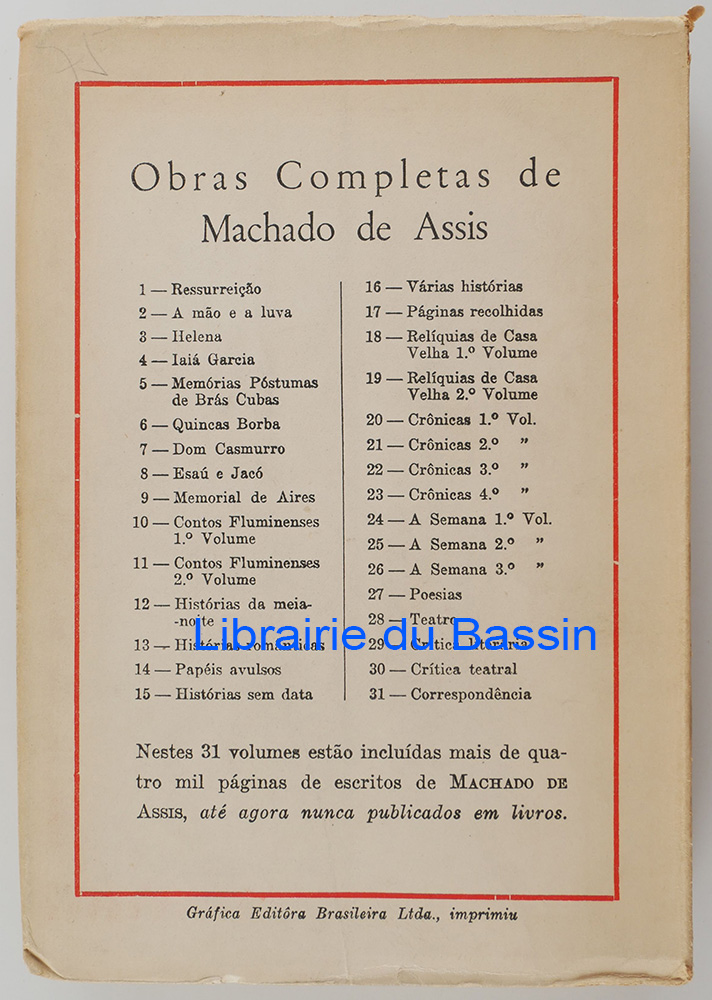 Obras Completas de
Machado de Assis
1 — Ressurreição
2 — A mão e a luva
3 — Helena
4 — Iaiá Garcia
5 — Memórias Póstumas
de Brás Cubas
6 — Quincas Borba
7 — Dom Casmurro
8 — Esaú e Jacó
9 — Memorial de Aires
10 — Contos Fluminenses
1.º Volume
11 — Contos Fluminenses
2.º Volume
12 — Histórias da meia-
-noite
13 — Histórias românticas
14 — Papéis avulsos
15 — Histórias sem data
16 — Várias histórias
17 — Páginas recolhidas
18 — Relíquias de Casa
Velha 1.º Volume
19 — Relíquias de Casa
Velha 2.º Volume
20 — Crônicas 1.º Vol.
21 — Crônicas 2.º "
22 — Crônicas 3.º "
23 — Crônicas 4.º "
24 — A Semana 1.º Vol.
25 — A Semana 2.º "
26 — A Semana 3.º "
27 — Poesias
28 — Teatro
29 — Crítica literária
30 — Crítica teatral
31 — Correspondência
Librairie du Bassin
Nestes 31 volumes estão incluídas mais de qua-
tro mil páginas de escritos de MACHADO DE
ASSIS, até agora nunca publicados em livros.
Gráfica Editôra Brasileira Ltda., imprimiu